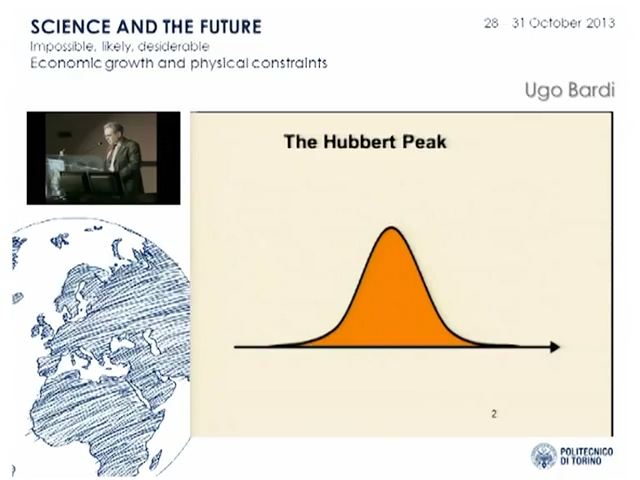 SCIENCE AND THE FUTURE
28 - 31 October 2013
Impossible, likely, desiderable
Economic growth and physical constraints
Ugo Bardi
The Hubbert Peak
2
POLITECNICO
DI TORINO